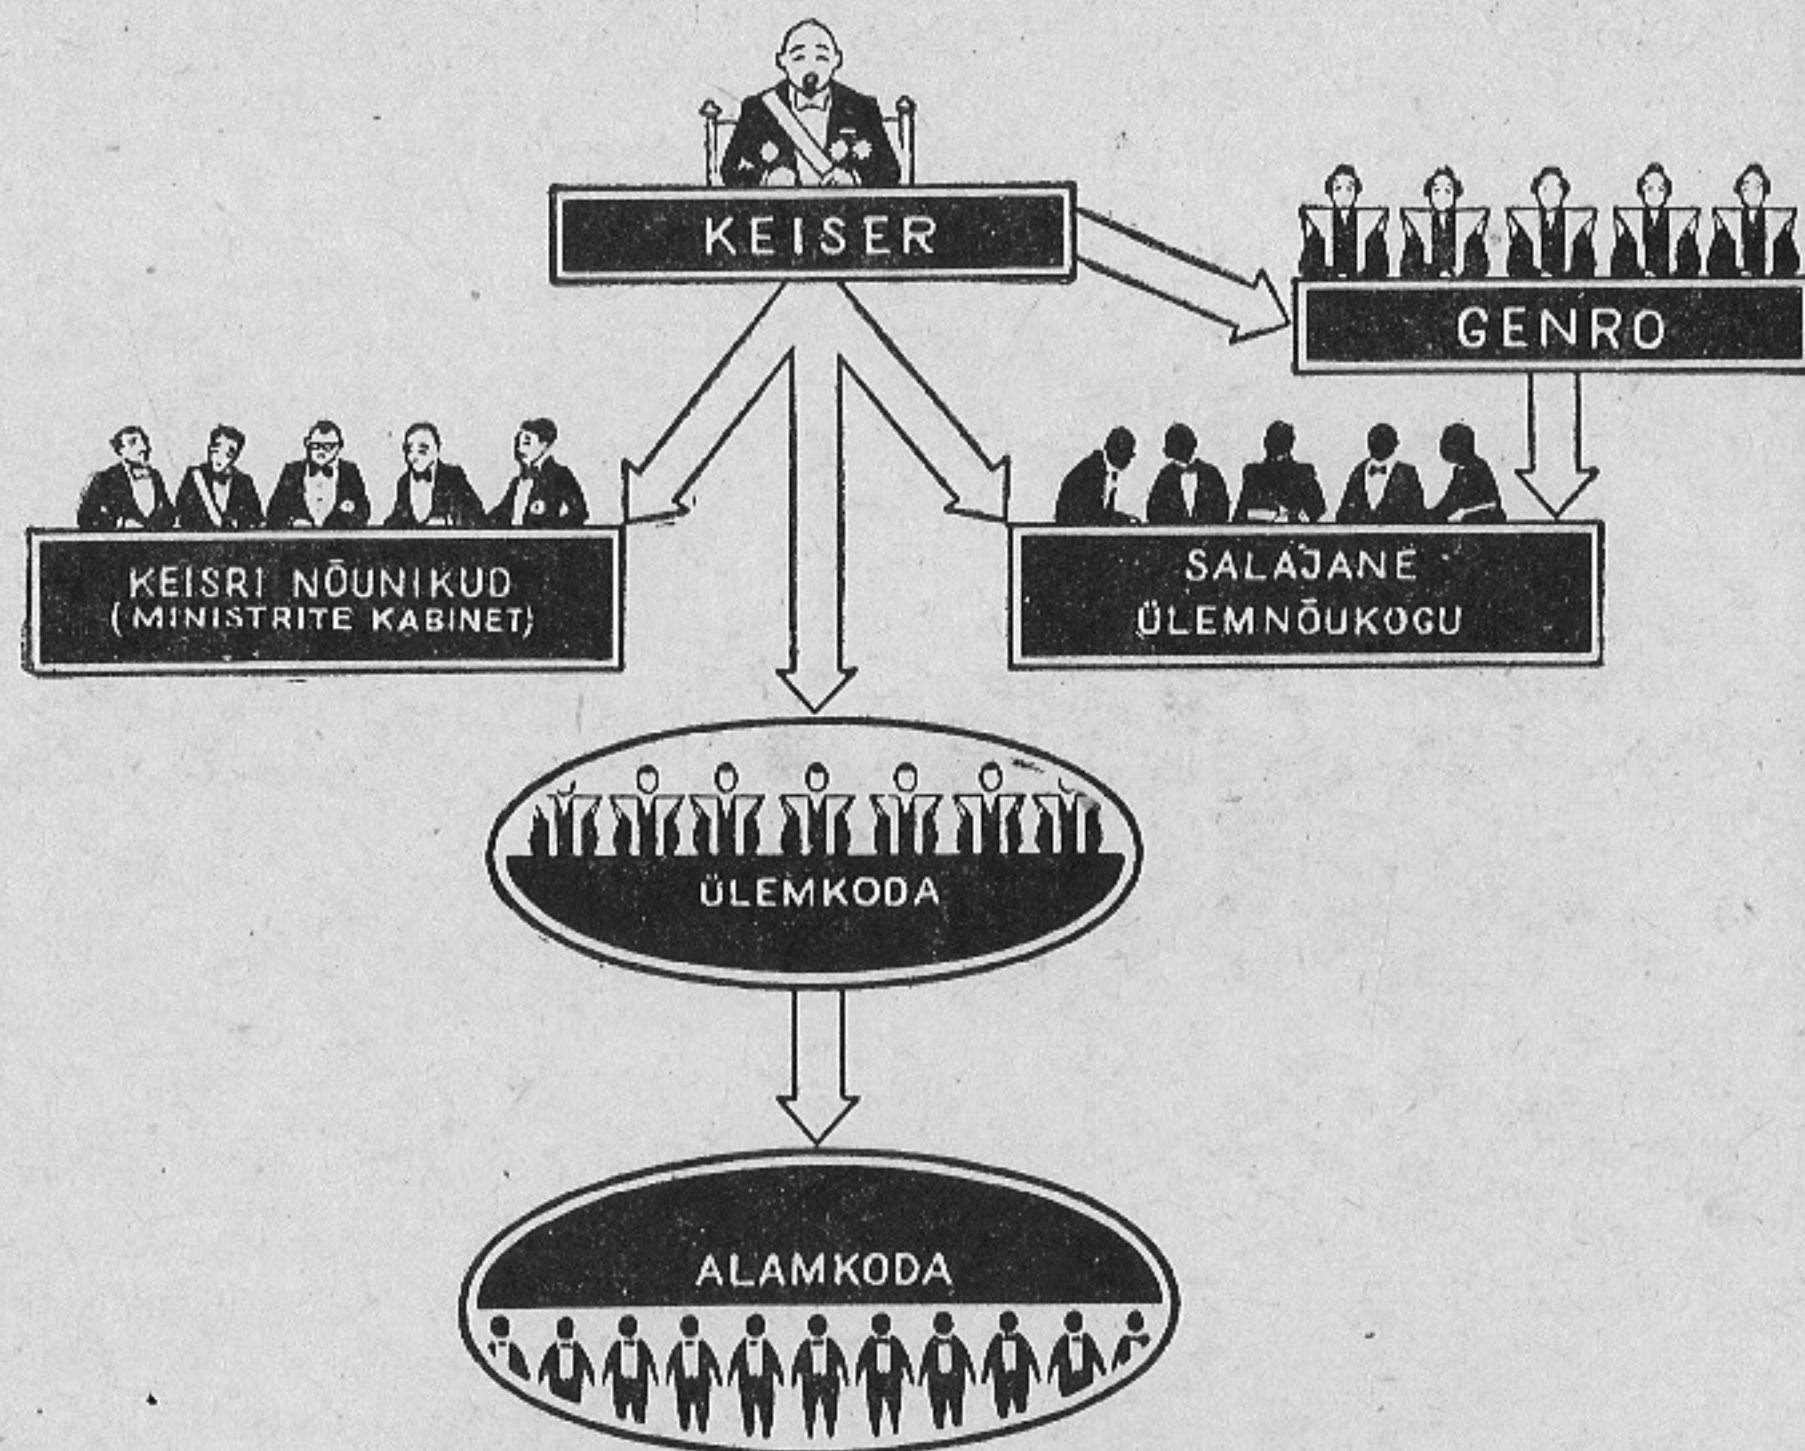 KEISER
GENRO
KEISRI NÕUNIKUD
(MINISTRITE KABINET)
SALAJANE
ÜLEMNÕUKOGU
ÜLEMKODA
ALAMKODA